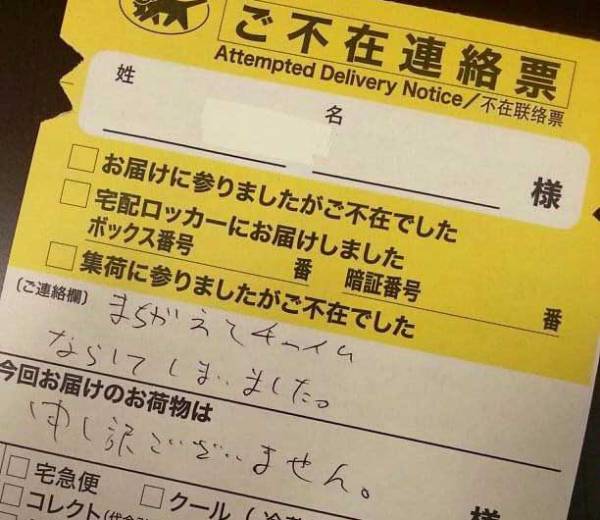 ご不在連絡票
Attempted Delivery Notice／不在联络票
姓 名
様
□ お届けに参りましたがご不在でした
□ 宅配ロッカーにお届けしました
ボックス番号 番 暗証番号 番
□ 集荷に参りましたがご不在でした
(ご連絡欄) まちがえてチャイム
ならしてしまいました。
今回お届けのお荷物は
申し訳ございません。
様
□ 宅急便
□ コレクト(代金引 □ クール(冷蔵